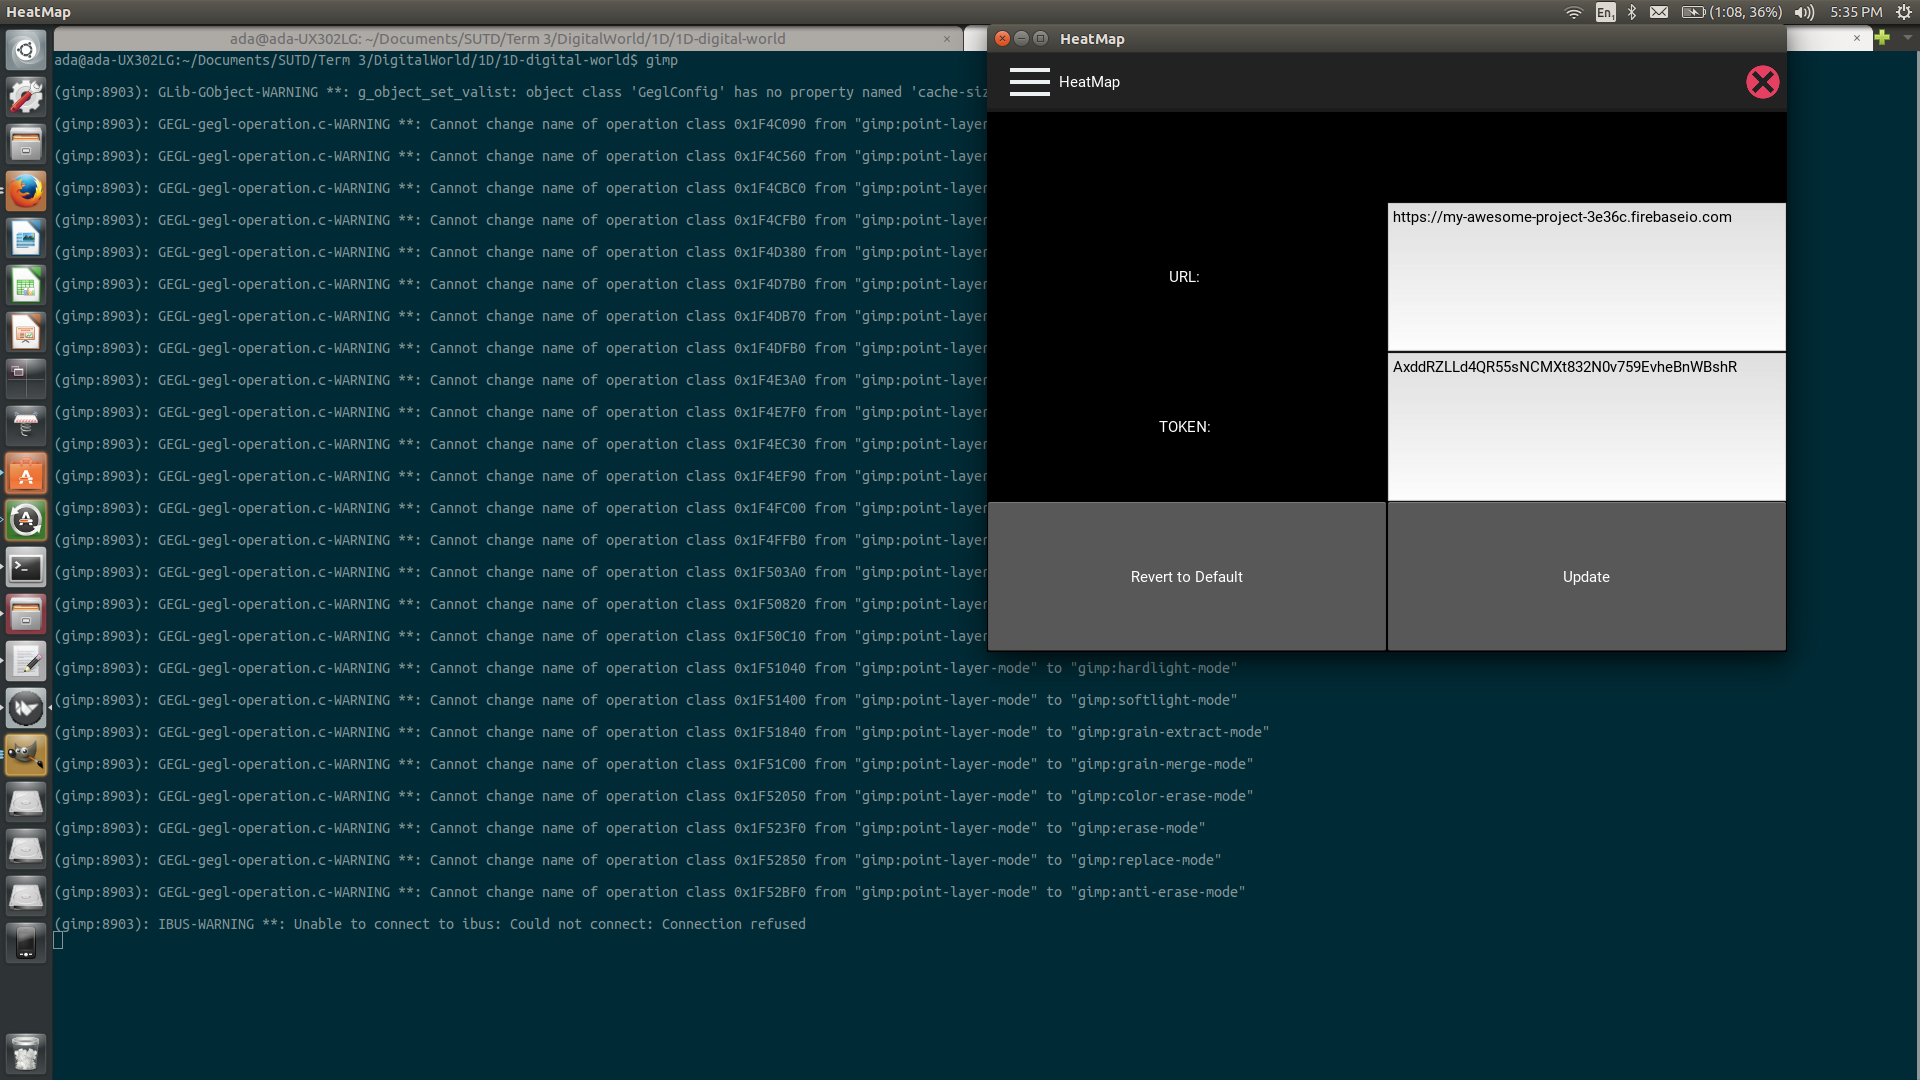 HeatMap
En1
(1:08, 36%)
5:35 PM
ada@ada-UX302LG: ~/Documents/SUTD/Term 3/DigitalWorld/1D/1D-digital-world
ada@ada-UX302LG:~/Documents/SUTD/Term 3/DigitalWorld/1D/1D-digital-world$ gimp
(gimp:8903): GLib-GObject-WARNING **: g_object_set_valist: object class 'GeglConfig' has no property named 'cache-siz
(gimp:8903): GEGL-gegl-operation.c-WARNING **: Cannot change name of operation class 0x1F4C090 from "gimp:point-layer
(gimp:8903): GEGL-gegl-operation.c-WARNING **: Cannot change name of operation class 0x1F4C560 from "gimp:point-layer
(gimp:8903): GEGL-gegl-operation.c-WARNING **: Cannot change name of operation class 0x1F4CBC0 from "gimp:point-layer
(gimp:8903): GEGL-gegl-operation.c-WARNING **: Cannot change name of operation class 0x1F4CFB0 from "gimp:point-layer
(gimp:8903): GEGL-gegl-operation.c-WARNING **: Cannot change name of operation class 0x1F4D380 from "gimp:point-layer
(gimp:8903): GEGL-gegl-operation.c-WARNING **: Cannot change name of operation class 0x1F4D7B0 from "gimp:point-layer
(gimp:8903): GEGL-gegl-operation.c-WARNING **: Cannot change name of operation class 0x1F4DB70 from "gimp:point-layer
(gimp:8903): GEGL-gegl-operation.c-WARNING **: Cannot change name of operation class 0x1F4DFB0 from "gimp:point-layer
(gimp:8903): GEGL-gegl-operation.c-WARNING **: Cannot change name of operation class 0x1F4E3A0 from "gimp:point-layer
(gimp:8903): GEGL-gegl-operation.c-WARNING **: Cannot change name of operation class 0x1F4E7F0 from "gimp:point-layer
(gimp:8903): GEGL-gegl-operation.c-WARNING **: Cannot change name of operation class 0x1F4EC30 from "gimp:point-layer
(gimp:8903): GEGL-gegl-operation.c-WARNING **: Cannot change name of operation class 0x1F4EF90 from "gimp:point-layer
(gimp:8903): GEGL-gegl-operation.c-WARNING **: Cannot change name of operation class 0x1F4FC00 from "gimp:point-layer
(gimp:8903): GEGL-gegl-operation.c-WARNING **: Cannot change name of operation class 0x1F4FFB0 from "gimp:point-layer
(gimp:8903): GEGL-gegl-operation.c-WARNING **: Cannot change name of operation class 0x1F503A0 from "gimp:point-layer
(gimp:8903): GEGL-gegl-operation.c-WARNING **: Cannot change name of operation class 0x1F50820 from "gimp:point-layer
(gimp:8903): GEGL-gegl-operation.c-WARNING **: Cannot change name of operation class 0x1F50C10 from "gimp:point-layer
(gimp:8903): GEGL-gegl-operation.c-WARNING **: Cannot change name of operation class 0x1F51040 from "gimp:point-layer-mode" to "gimp:hardlight-mode"
(gimp:8903): GEGL-gegl-operation.c-WARNING **: Cannot change name of operation class 0x1F51400 from "gimp:point-layer-mode" to "gimp:softlight-mode"
(gimp:8903): GEGL-gegl-operation.c-WARNING **: Cannot change name of operation class 0x1F51840 from "gimp:point-layer-mode" to "gimp:grain-extract-mode"
(gimp:8903): GEGL-gegl-operation.c-WARNING **: Cannot change name of operation class 0x1F51C00 from "gimp:point-layer-mode" to "gimp:grain-merge-mode"
(gimp:8903): GEGL-gegl-operation.c-WARNING **: Cannot change name of operation class 0x1F52050 from "gimp:point-layer-mode" to "gimp:color-erase-mode"
(gimp:8903): GEGL-gegl-operation.c-WARNING **: Cannot change name of operation class 0x1F523F0 from "gimp:point-layer-mode" to "gimp:erase-mode"
(gimp:8903): GEGL-gegl-operation.c-WARNING **: Cannot change name of operation class 0x1F52850 from "gimp:point-layer-mode" to "gimp:replace-mode"
(gimp:8903): GEGL-gegl-operation.c-WARNING **: Cannot change name of operation class 0x1F52BF0 from "gimp:point-layer-mode" to "gimp:anti-erase-mode"
(gimp:8903): IBUS-WARNING **: Unable to connect to ibus: Could not connect: Connection refused
HeatMap
HeatMap
URL:
https://my-awesome-project-3e36c.firebaseio.com
TOKEN:
AxddRZLLd4QR55sNCMXt832N0v759EvheBnWBshR
Revert to Default
Update